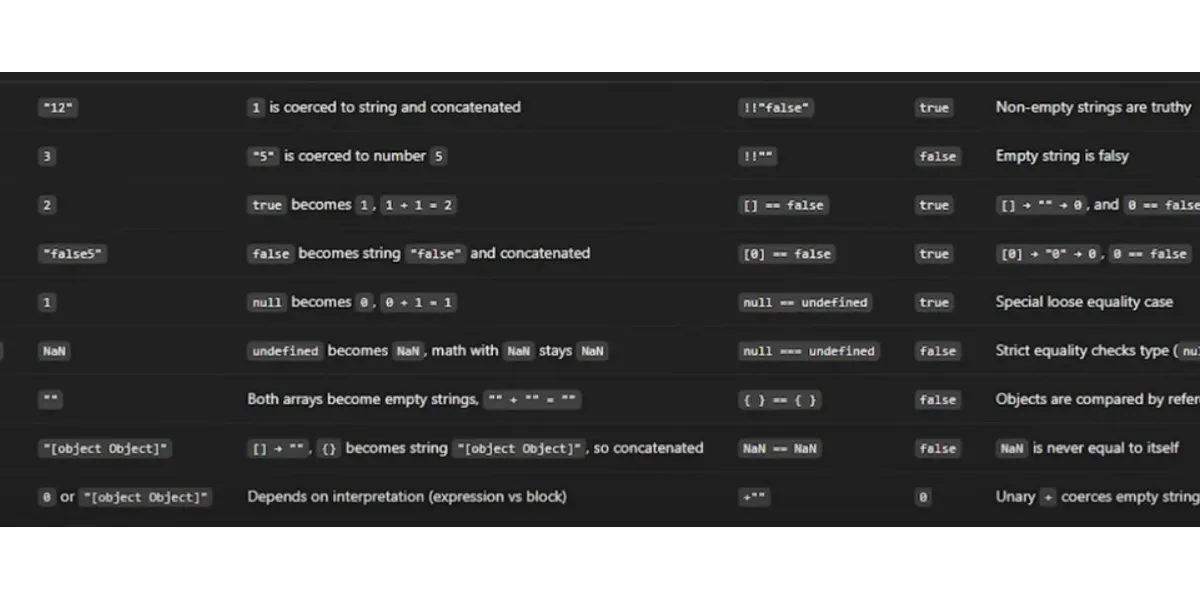 "12" 1 is coerced to string and concatenated !!"false" true Non-empty strings are truthy
3 "5" is coerced to number 5 !!"" false Empty string is falsy
2 true becomes 1, 1 + 1 = 2 [] == false true [] → "" → 0, and 0 == false
"false5" false becomes string "false" and concatenated [0] == false true [0] → "0" → 0, 0 == false
1 null becomes 0, 0 + 1 = 1 null == undefined true Special loose equality case
NaN undefined becomes NaN, math with NaN stays NaN null === undefined false Strict equality checks type (
"" Both arrays become empty strings, "" + "" = "" { } == { } false Objects are compared by
"[object Object]" [] → "", {} becomes string "[object Object]", so concatenated NaN == NaN false NaN is never equal to itself
0 or "[object Object]" Depends on interpretation (expression vs block) +"" 0 Unary + coerces empty string